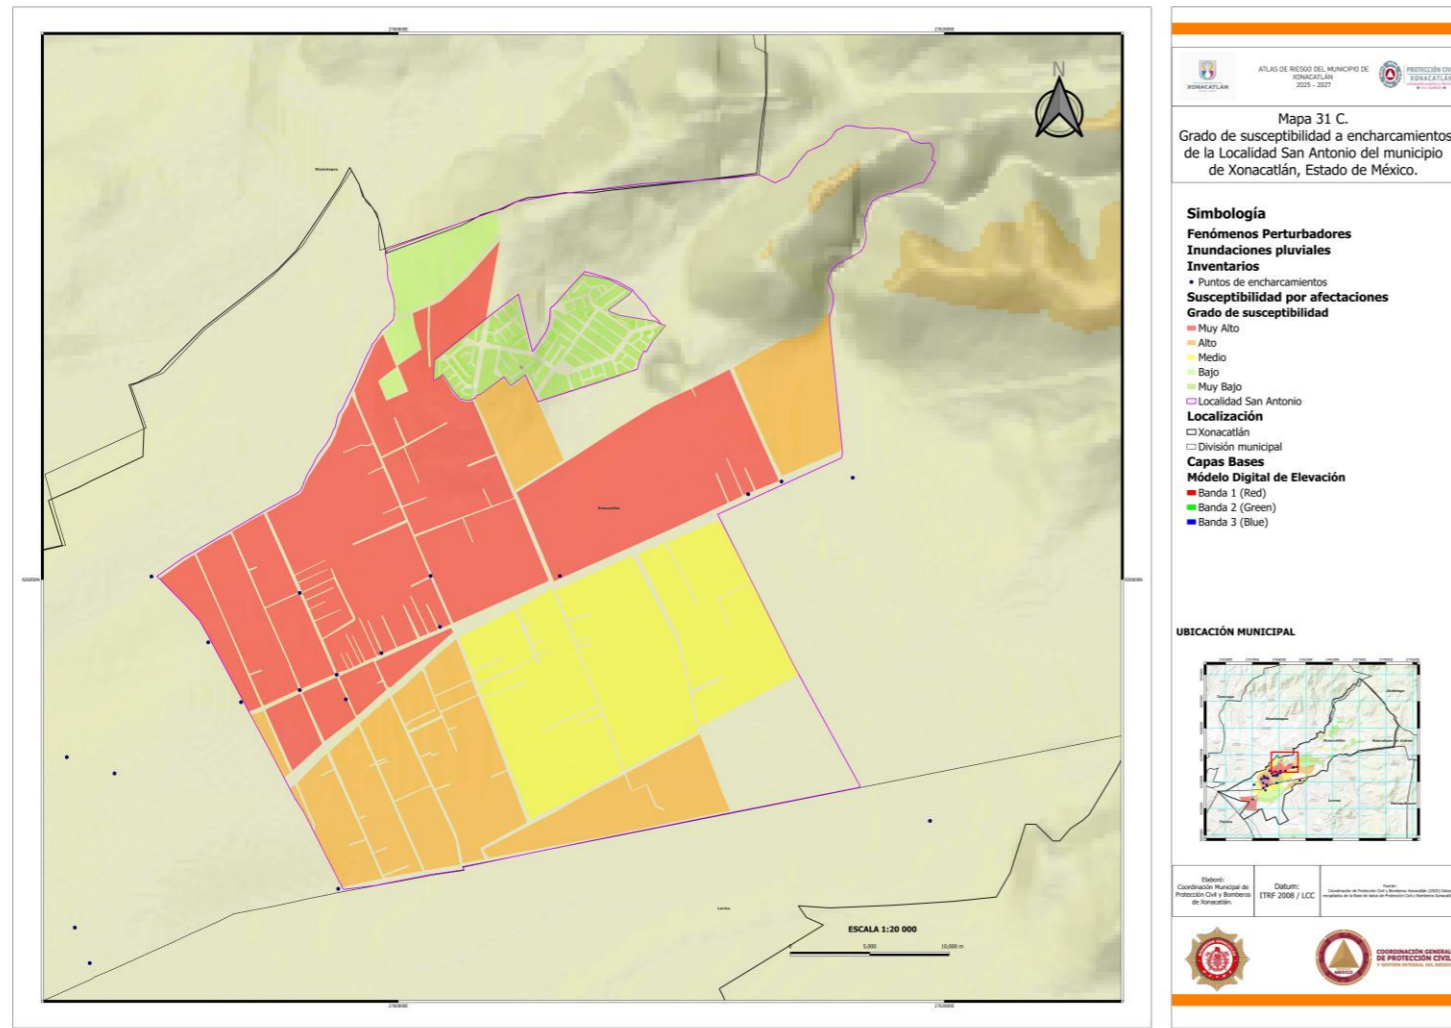 N
ESCALA 1:20 000
0 5,000 10,000 m
XONACATLÁN
ATLAS DE RIESGO DEL MUNICIPIO DE
XONACATLÁN
2025 - 2027
PROTECCIÓN CIVIL
XONACATLÁN
Mapa 31 C.
Grado de susceptibilidad a encharcamientos
de la Localidad San Antonio del municipio
de Xonacatlán, Estado de México.
Simbología
Fenómenos Perturbadores
Inundaciones pluviales
Inventarios
Puntos de encharcamientos
Susceptibilidad por afectaciones
Grado de susceptibilidad
Muy Alto
Alto
Medio
Bajo
Muy Bajo
Localidad San Antonio
Localización
Xonacatlán
División municipal
Capas Bases
Módelo Digital de Elevación
Banda 1 (Red)
Banda 2 (Green)
Banda 3 (Blue)
UBICACIÓN MUNICIPAL
Elaboró:
Coordinación Municipal de
Protección Civil y Bomberos
de Xonacatlán.
Datum:
ITRF 2008 / LCC
COORDINACIÓN GENERAL
DE PROTECCIÓN CIVIL